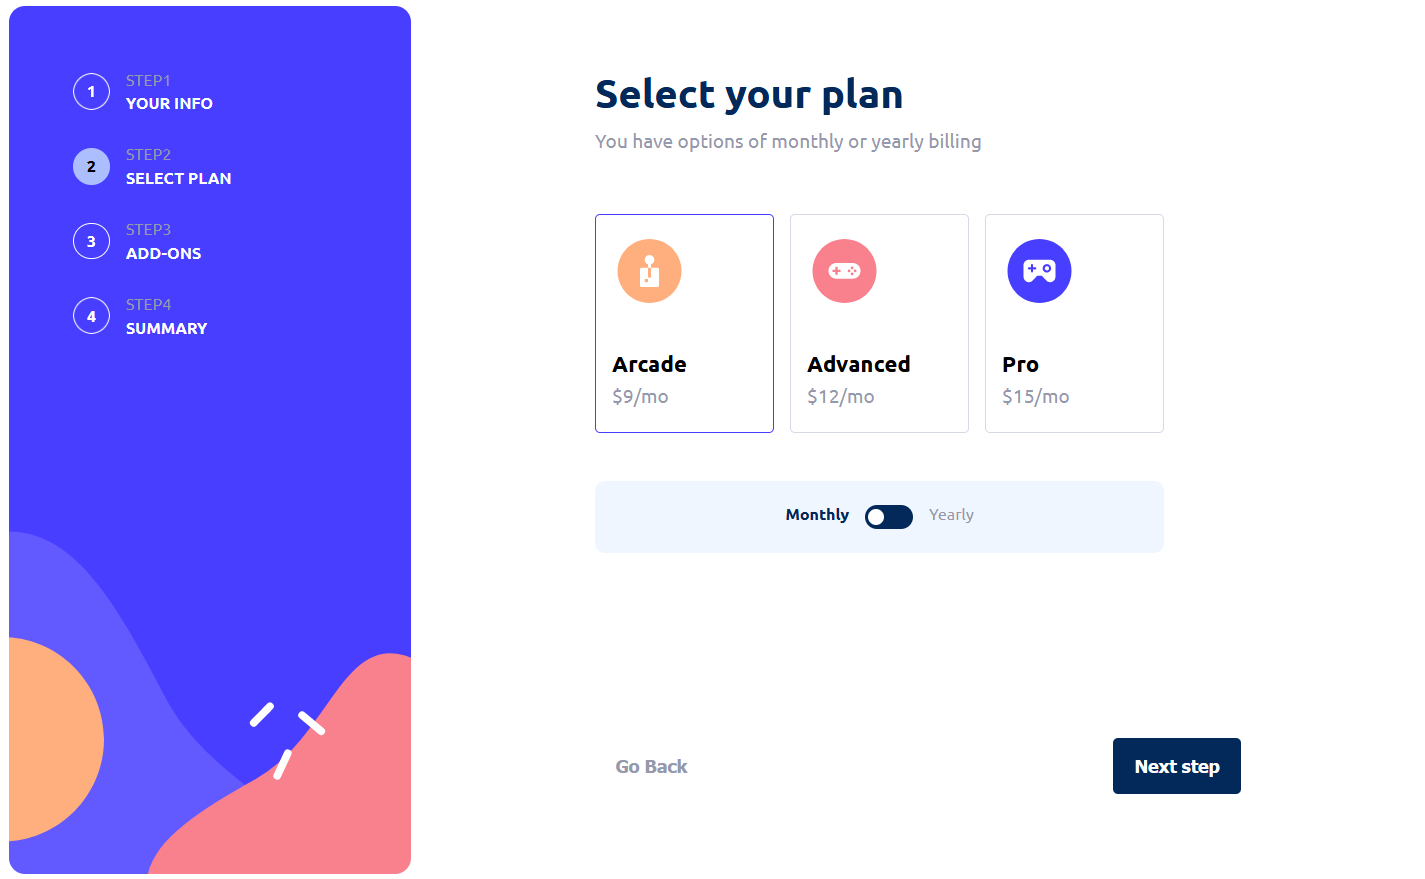 1
STEP1
YOUR INFO
2
STEP2
SELECT PLAN
3
STEP3
ADD-ONS
4
STEP4
SUMMARY
Select your plan
You have options of monthly or yearly billing
Arcade
$9/mo
Advanced
$12/mo
Pro
$15/mo
Monthly
Yearly
Go Back
Next step